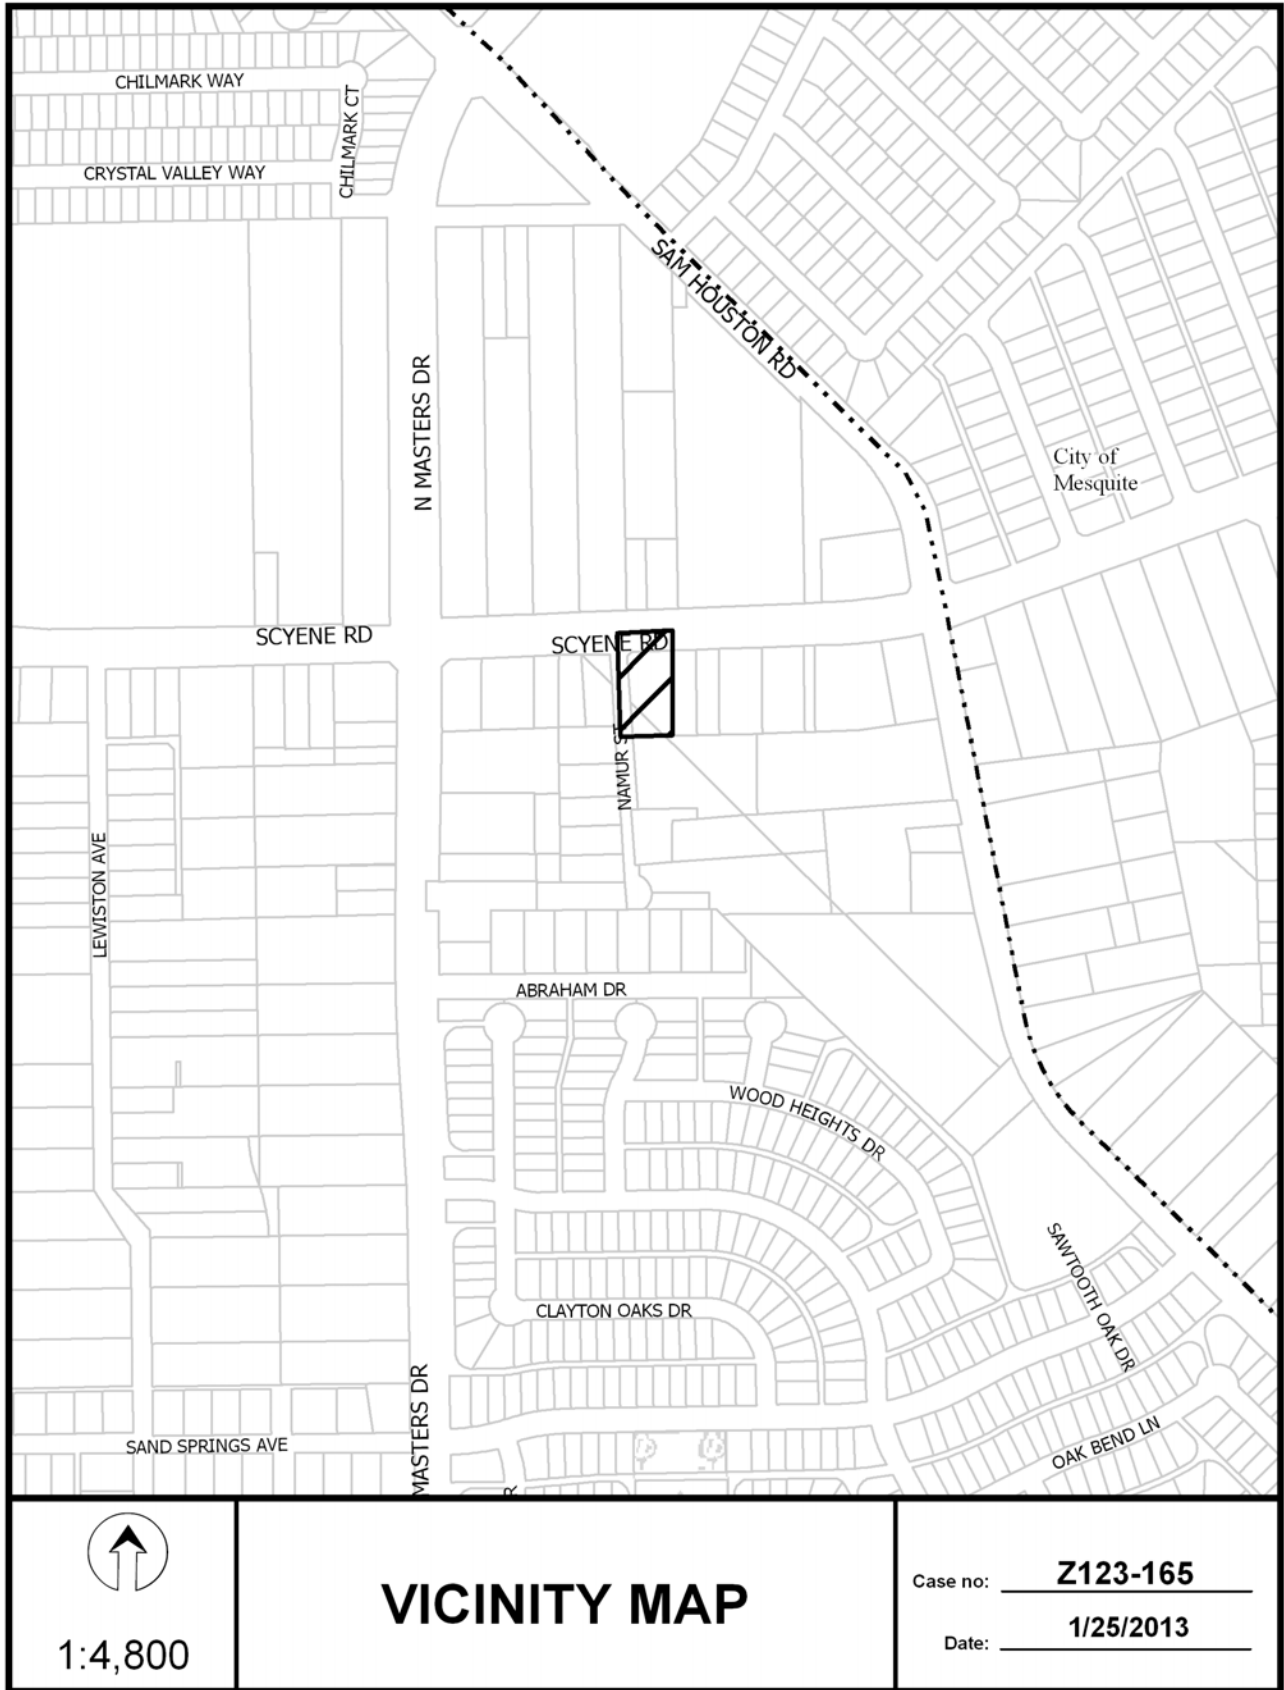 CHILMARK WAY
CHILMARK CT
CRYSTAL VALLEY WAY
SAM HOUSTON RD
N MASTERS DR
City of
Mesquite
SCYENE RD
SCYENE RD
NAMUR ST
LEWISTON AVE
ABRAHAM DR
WOOD HEIGHTS DR
SAWTOOTH OAK DR
CLAYTON OAKS DR
MASTERS DR
SAND SPRINGS AVE
OAK BEND LN
R
1:4,800
VICINITY MAP
Case no: Z123-165
Date: 1/25/2013